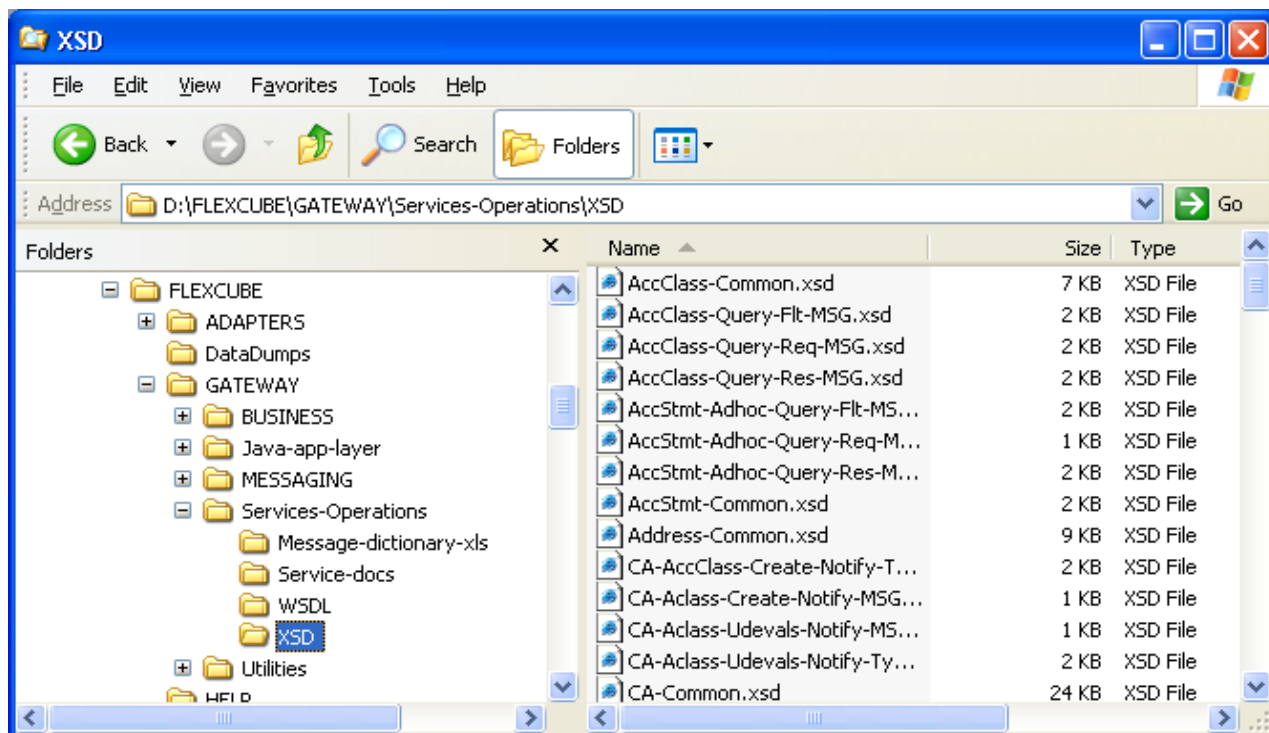 XSD
File Edit View Favorites Tools Help
Back Search Folders
Address D:\FLEXCUBE\GATEWAY\Services-Operations\XSD Go
Folders
FLEXCUBE
ADAPTERS
DataDumps
GATEWAY
BUSINESS
Java-app-layer
MESSAGING
Services-Operations
Message-dictionary-xls
Service-docs
WSDL
XSD
Utilities
HELP
Name Size Type
AccClass-Common.xsd 7 KB XSD File
AccClass-Query-Flt-MSG.xsd 2 KB XSD File
AccClass-Query-Req-MSG.xsd 2 KB XSD File
AccClass-Query-Res-MSG.xsd 2 KB XSD File
AccStmt-Adhoc-Query-Flt-MS... 2 KB XSD File
AccStmt-Adhoc-Query-Req-M... 1 KB XSD File
AccStmt-Adhoc-Query-Res-M... 2 KB XSD File
AccStmt-Common.xsd 2 KB XSD File
Address-Common.xsd 9 KB XSD File
CA-AccClass-Create-Notify-T... 2 KB XSD File
CA-Aclass-Create-Notify-MSG... 1 KB XSD File
CA-Aclass-Udevals-Notify-MS... 1 KB XSD File
CA-Aclass-Udevals-Notify-Ty... 2 KB XSD File
CA-Common.xsd 24 KB XSD File